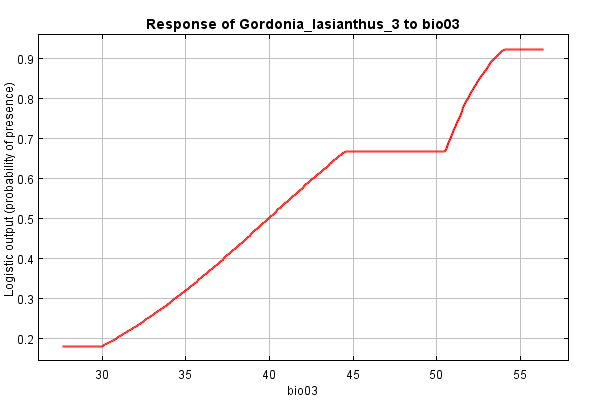 Response of Gordonia_lasianthus_3 to bio03
Logistic output (probability of presence)
0.9
0.8
0.7
0.6
0.5
0.4
0.3
0.2
30 35 40 45 50 55
bio03